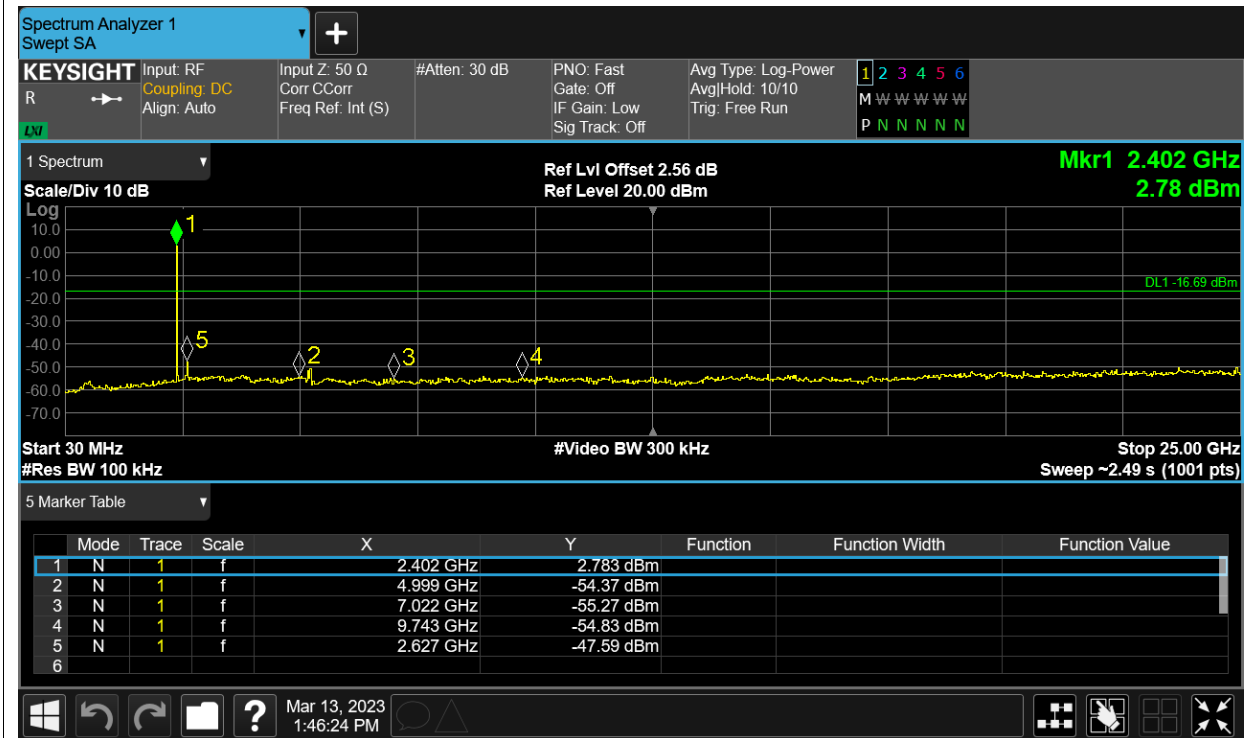 Spectrum Analyzer 1
Swept SA
KEYSIGHT
R
LXI
Input: RF
Coupling: DC
Align: Auto
Input Z: 50 Ω
Corr CCorr
Freq Ref: Int (S)
#Atten: 30 dB
PNO: Fast
Gate: Off
IF Gain: Low
Sig Track: Off
Avg Type: Log-Power
Avg|Hold: 10/10
Trig: Free Run
1 2 3 4 5 6
M W W W W W
P N N N N N
1 Spectrum
Scale/Div 10 dB
Ref Lvl Offset 2.56 dB
Ref Level 20.00 dBm
Mkr1 2.402 GHz
2.78 dBm
Log
10.0
0.00
-10.0
-20.0
-30.0
-40.0
-50.0
-60.0
-70.0
1
5
2
3
4
DL1 -16.69 dBm
Start 30 MHz
#Video BW 300 kHz
Stop 25.00 GHz
#Res BW 100 kHz
Sweep ~2.49 s (1001 pts)
5 Marker Table
Mode Trace Scale X Y Function Function Width Function Value
1 N 1 f 2.402 GHz 2.783 dBm
2 N 1 f 4.999 GHz -54.37 dBm
3 N 1 f 7.022 GHz -55.27 dBm
4 N 1 f 9.743 GHz -54.83 dBm
5 N 1 f 2.627 GHz -47.59 dBm
6
?
Mar 13, 2023
1:46:24 PM